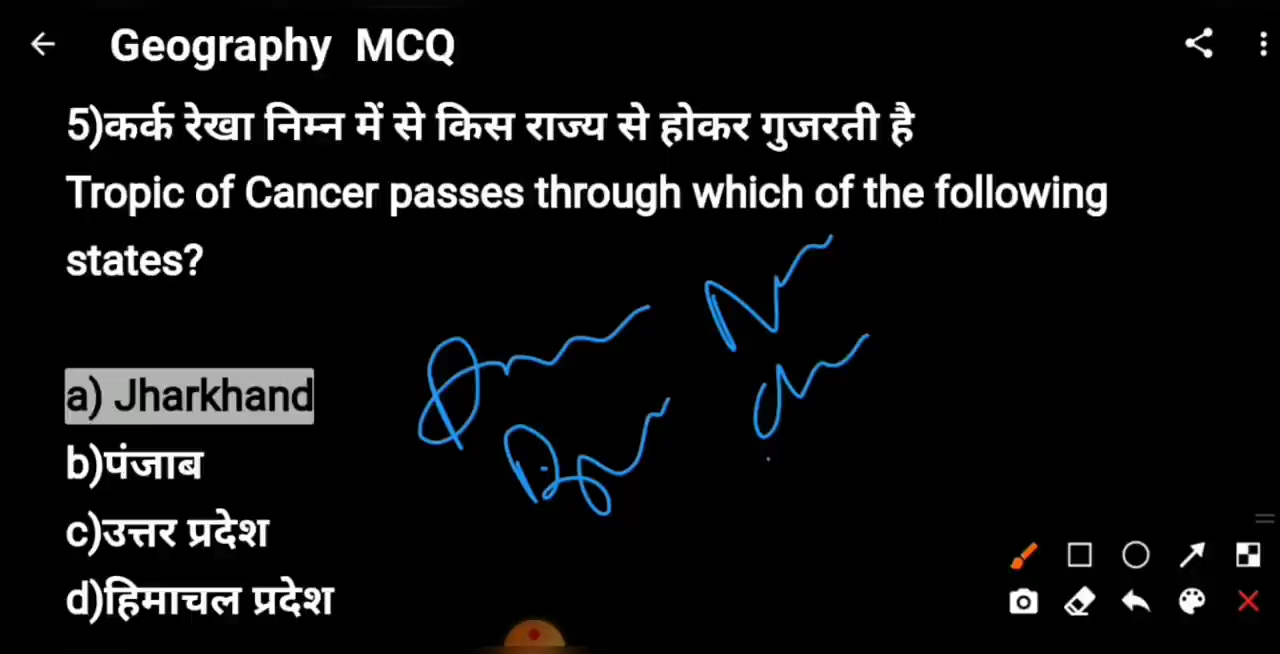 Geography MCQ
5)कर्क रेखा निम्न में से किस राज्य से होकर गुजरती है
Tropic of Cancer passes through which of the following
states?
a) Jharkhand
b)पंजाब
c)उत्तर प्रदेश
d)हिमाचल प्रदेश